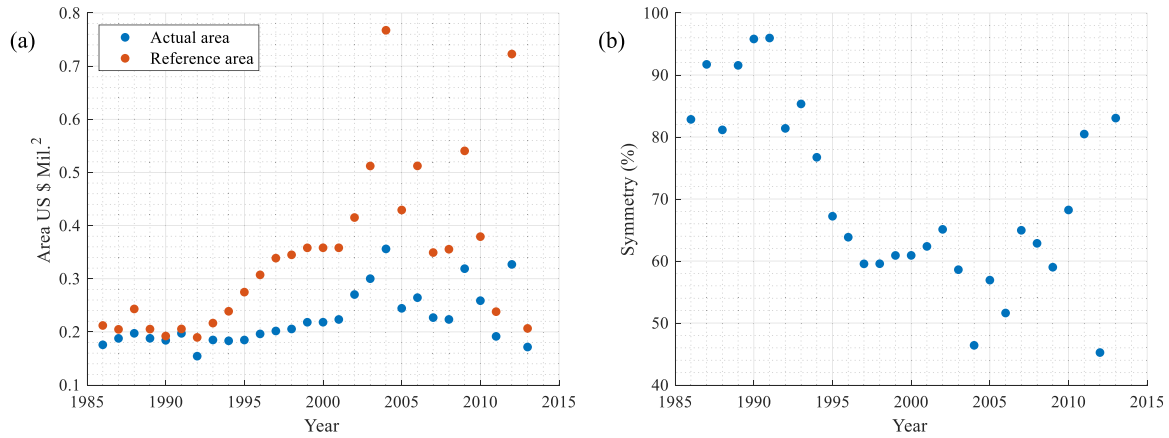 (a)
Actual area
Reference area
0.8
0.7
0.6
0.5
0.4
0.3
0.2
0.1
Area US $ Mil.²
1985 1990 1995 2000 2005 2010 2015
Year
(b)
100
90
80
70
60
50
40
Symmetry (%)
1985 1990 1995 2000 2005 2010 2015
Year